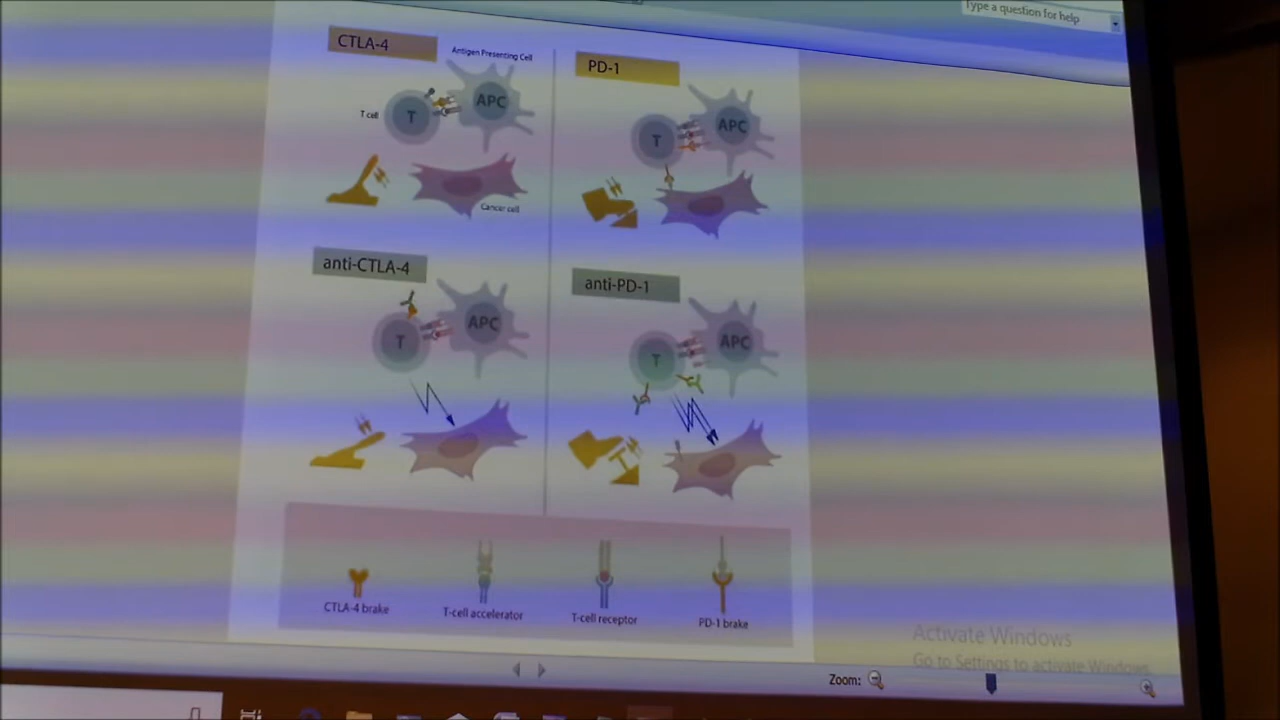 Type a question for help
CTLA-4
Antigen Presenting Cell
APC
T
T cell
Cancer cell
PD-1
APC
T
anti-CTLA-4
APC
T
anti-PD-1
APC
T
CTLA-4 brake
T-cell accelerator
T-cell receptor
PD-1 brake
Activate Windows
Go to Settings to activate Windows.
Zoom: